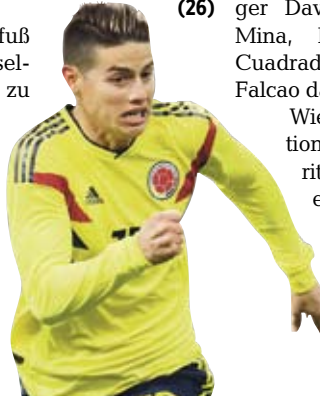 fuß
sel-
zu
(26)
ger Dav
Mina,
Cuadrad
Falcao da
Wie
tion
rit
e